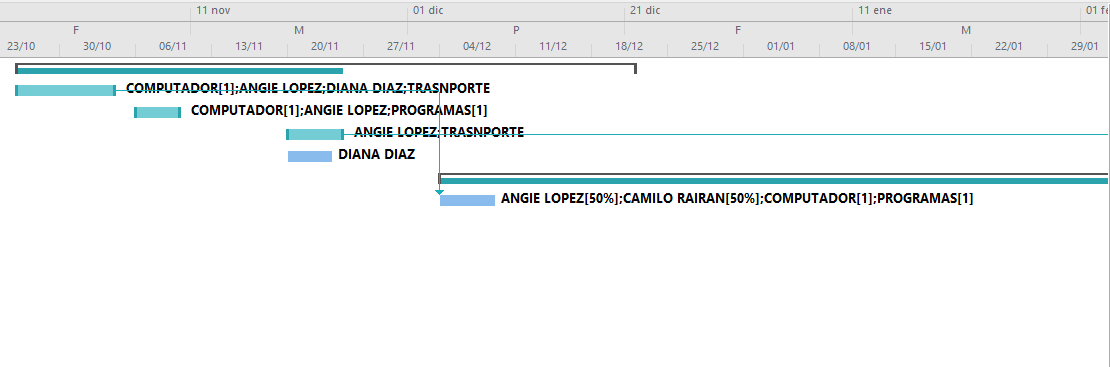 11 nov 01 dic 21 dic 11 ene 01 fe
F M P F M
23/10 30/10 06/11 13/11 20/11 27/11 04/12 11/12 18/12 25/12 01/01 08/01 15/01 22/01 29/01
COMPUTADOR[1];ANGIE LOPEZ;DIANA DIAZ;TRASNPORTE
COMPUTADOR[1];ANGIE LOPEZ;PROGRAMAS[1]
ANGIE LOPEZ;TRASNPORTE
DIANA DIAZ
ANGIE LOPEZ[50%];CAMILO RAIRAN[50%];COMPUTADOR[1];PROGRAMAS[1]